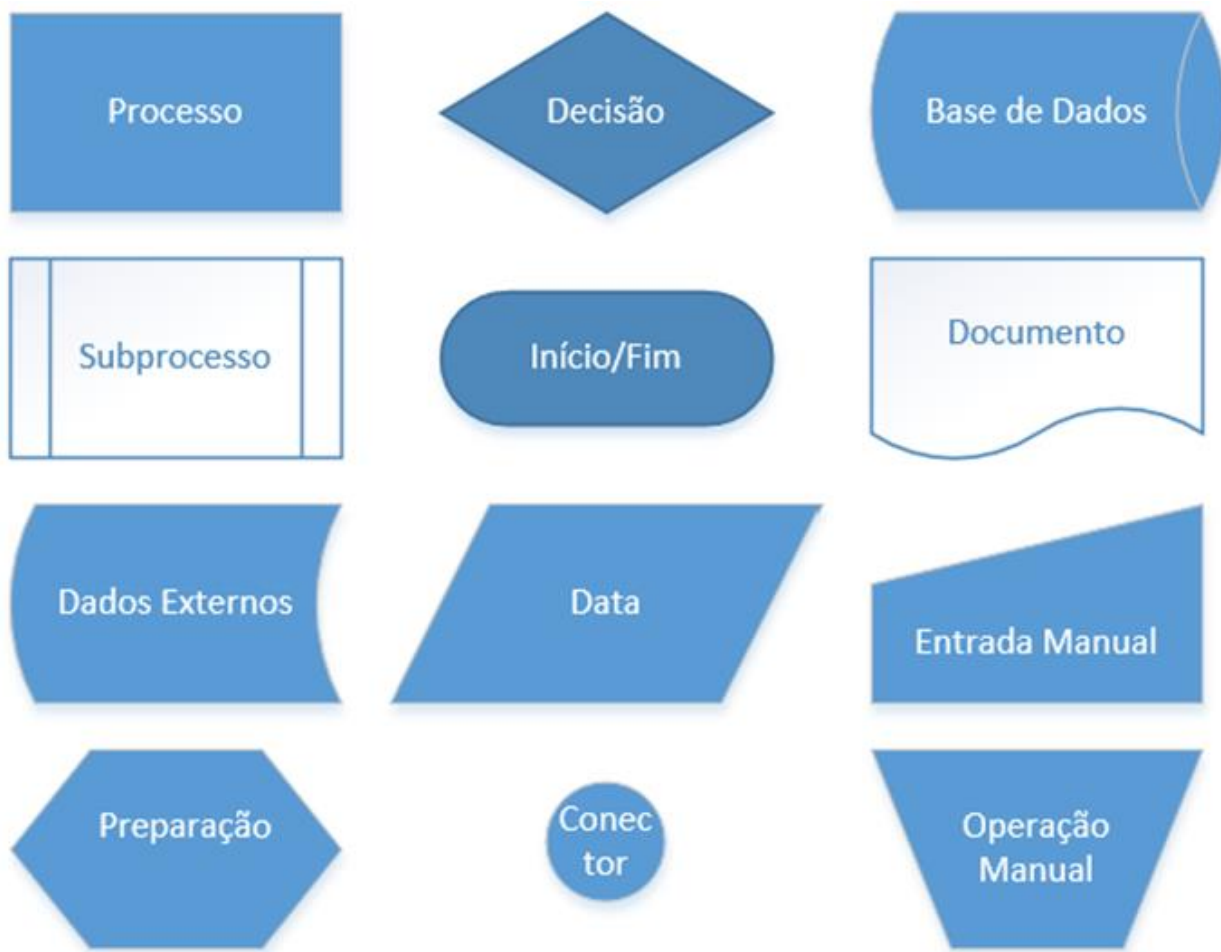 Processo
Decisão
Base de Dados
Subprocesso
Início/Fim
Documento
Dados Externos
Data
Entrada Manual
Preparação
Conec
tor
Operação
Manual